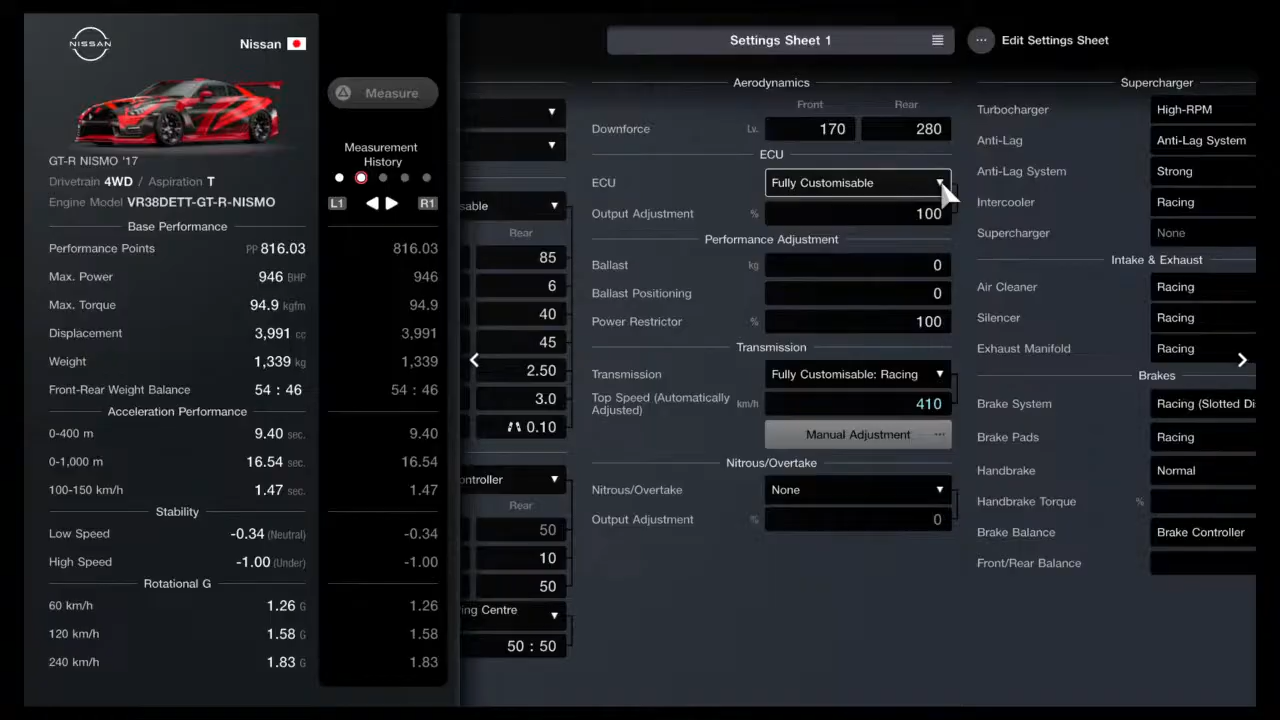 NISSAN
Nissan
GT-R NISMO '17
Drivetrain 4WD / Aspiration T
Engine Model VR38DETT-GT-R-NISMO
Base Performance
Performance Points PP 816.03
Max. Power 946 BHP
Max. Torque 94.9 kgfm
Displacement 3,991 cc
Weight 1,339 kg
Front-Rear Weight Balance 54 : 46
Acceleration Performance
0-400 m 9.40 sec.
0-1,000 m 16.54 sec.
100-150 km/h 1.47 sec.
Stability
Low Speed -0.34 (Neutral)
High Speed -1.00 (Under)
Rotational G
60 km/h 1.26 G
120 km/h 1.58 G
240 km/h 1.83 G
Measure
Measurement
History
L1 R1
816.03
946
94.9
3,991
1,339
54 : 46
9.40
16.54
1.47
-0.34
-1.00
1.26
1.58
1.83
Settings Sheet 1
Edit Settings Sheet
sable
Rear
85
6
40
45
2.50
3.0
0.10
ontroller
Rear
50
10
50
ing Centre
50 : 50
Aerodynamics
Front Rear
Downforce Lv. 170 280
ECU
ECU Fully Customisable
Output Adjustment % 100
Performance Adjustment
Ballast kg 0
Ballast Positioning 0
Power Restrictor % 100
Transmission
Transmission Fully Customisable: Racing
Top Speed (Automatically
Adjusted) km/h 410
Manual Adjustment
Nitrous/Overtake
Nitrous/Overtake None
Output Adjustment % 0
Supercharger
Turbocharger High-RPM
Anti-Lag Anti-Lag System
Anti-Lag System Strong
Intercooler Racing
Supercharger None
Intake & Exhaust
Air Cleaner Racing
Silencer Racing
Exhaust Manifold Racing
Brakes
Brake System Racing (Slotted Di
Brake Pads Racing
Handbrake Normal
Handbrake Torque %
Brake Balance Brake Controller
Front/Rear Balance